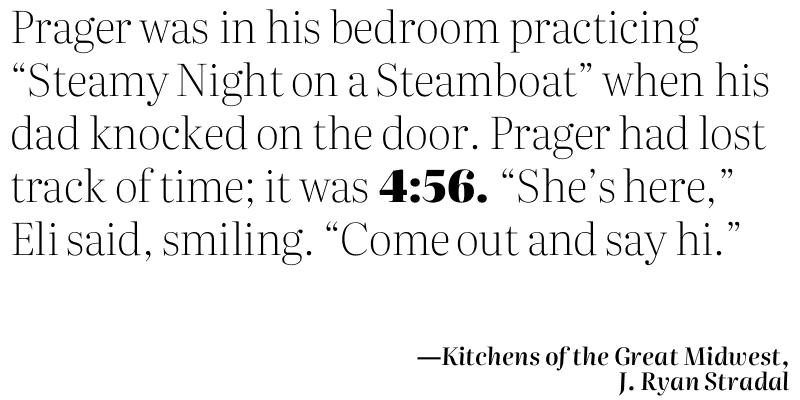 Prager was in his bedroom practicing
“Steamy Night on a Steamboat” when his
dad knocked on the door. Prager had lost
track of time; it was 4:56. “She’s here,”
Eli said, smiling. “Come out and say hi.”
—Kitchens of the Great Midwest,
J. Ryan Stradal